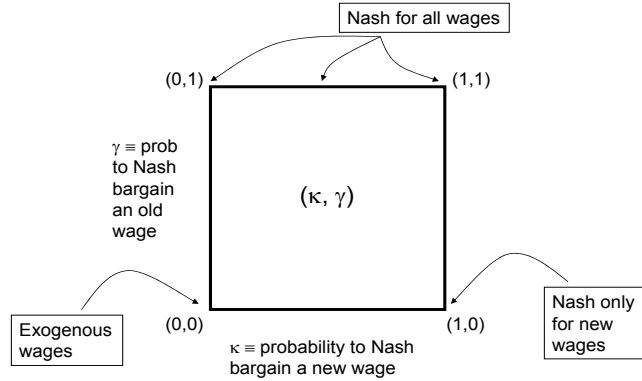 Nash for all wages
(0,1)
(1,1)
γ ≡ prob
to Nash
bargain
an old
wage
(κ, γ)
Exogenous
wages
(0,0)
(1,0)
Nash only
for new
wages
κ ≡ probability to Nash
bargain a new wage